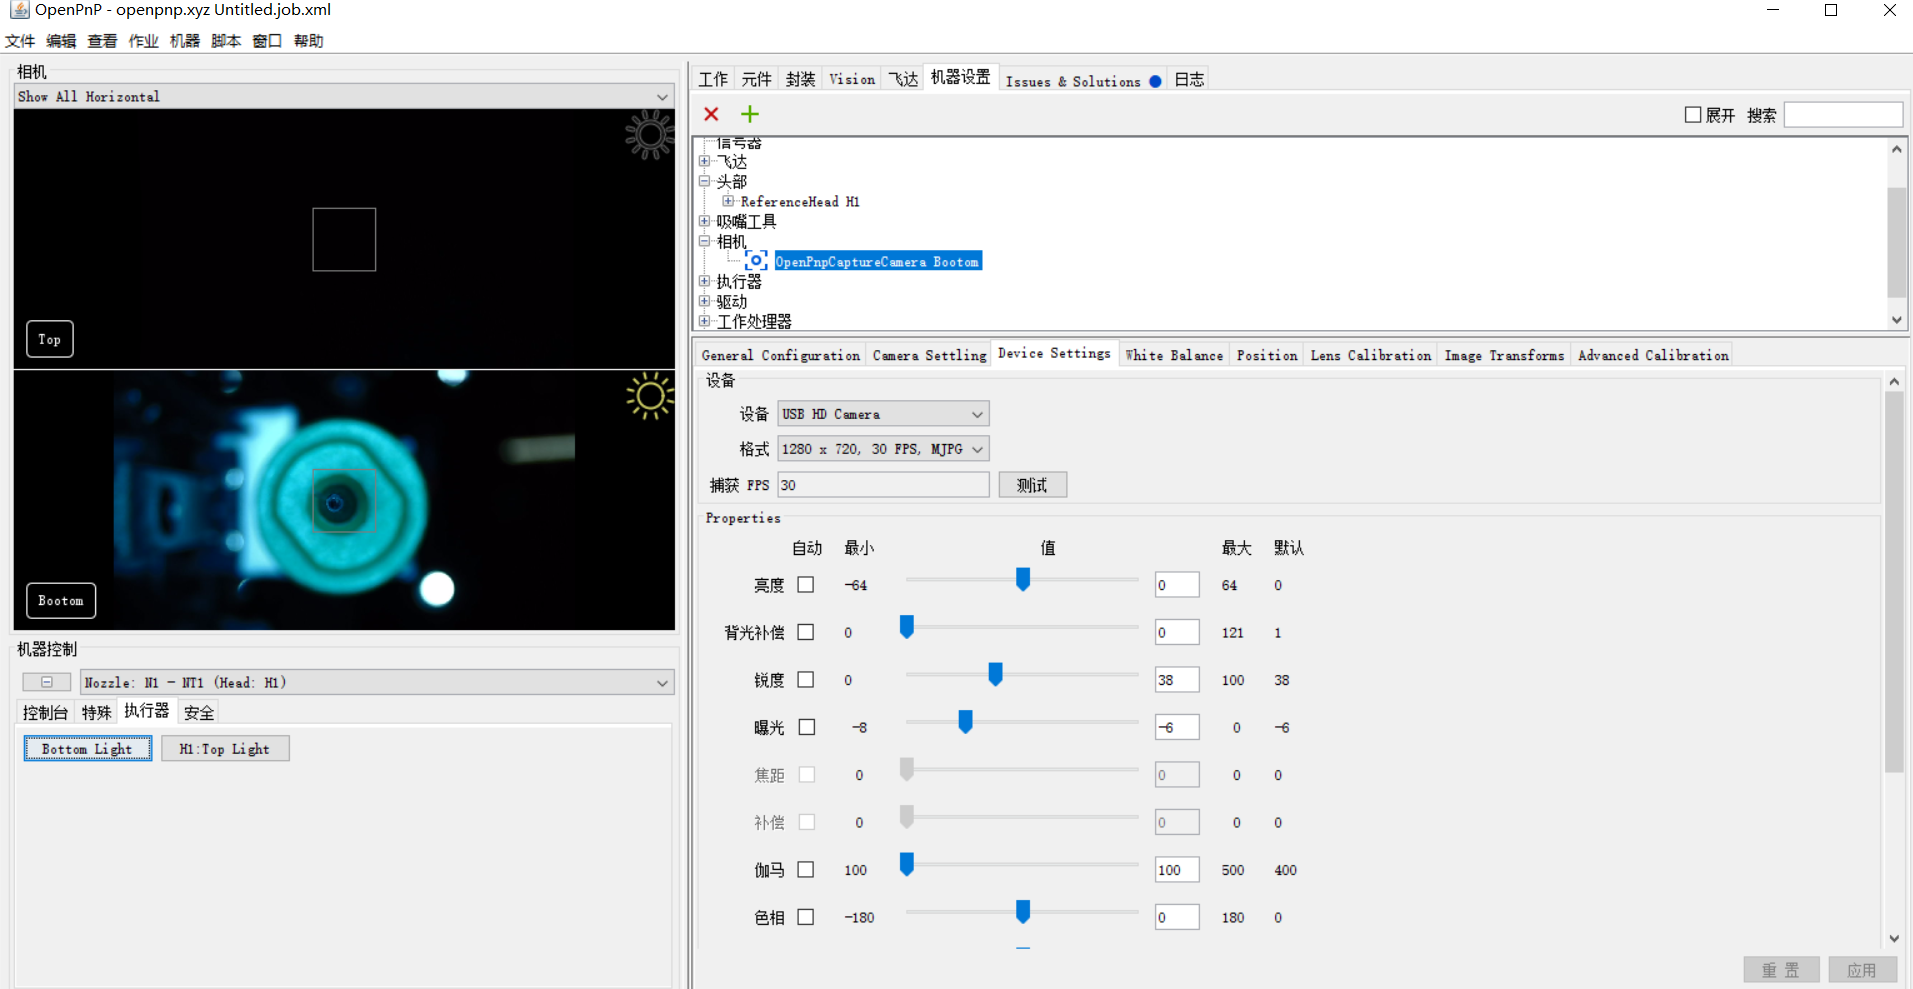 OpenPnP - openpnp.xyz Untitled.job.xml
文件 编辑 查看 作业 机器 脚本 窗口 帮助
相机
Show All Horizontal
Top
Bootom
机器控制
Nozzle: N1 - NT1 (Head: H1)
控制台 特殊 执行器 安全
Bottom Light H1:Top Light
工作 元件 封装 Vision 飞达 机器设置 Issues & Solutions 日志
展开 搜索
信号器
飞达
头部
ReferenceHead H1
吸嘴工具
相机
OpenPnpCaptureCamera Bootom
执行器
驱动
工作处理器
General Configuration Camera Settling Device Settings White Balance Position Lens Calibration Image Transforms Advanced Calibration
设备
设备 USB HD Camera
格式 1280 x 720, 30 FPS, MJPG
捕获 FPS 30 测试
Properties
自动 最小 值 最大 默认
亮度 -64 0 64 0
背光补偿 0 0 121 1
锐度 0 38 100 38
曝光 -8 -6 0 -6
焦距 0 0 0 0
补偿 0 0 0 0
伽马 100 100 500 400
色相 -180 0 180 0
重置 应用